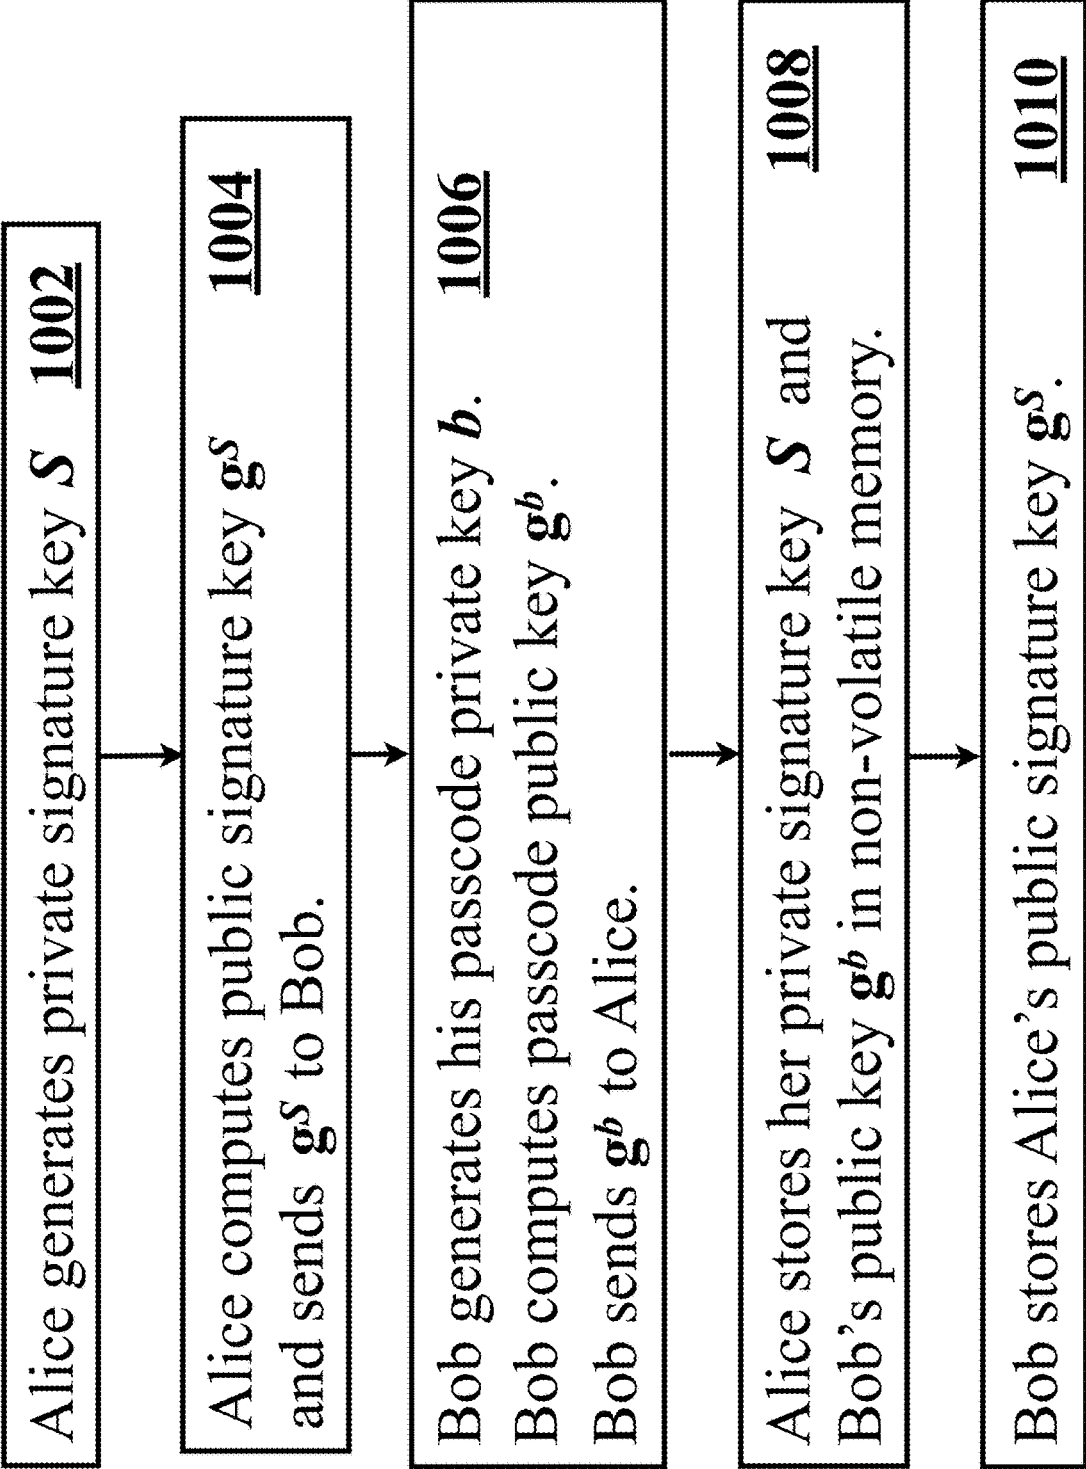 Alice generates private signature key S 1002
Alice computes public signature key g^S 1004
and sends g^S to Bob.
Bob generates his passcode private key b. 1006
Bob computes passcode public key g^b.
Bob sends g^b to Alice.
Alice stores her private signature key S and 1008
Bob's public key g^b in non-volatile memory.
Bob stores Alice's public signature key g^S. 1010